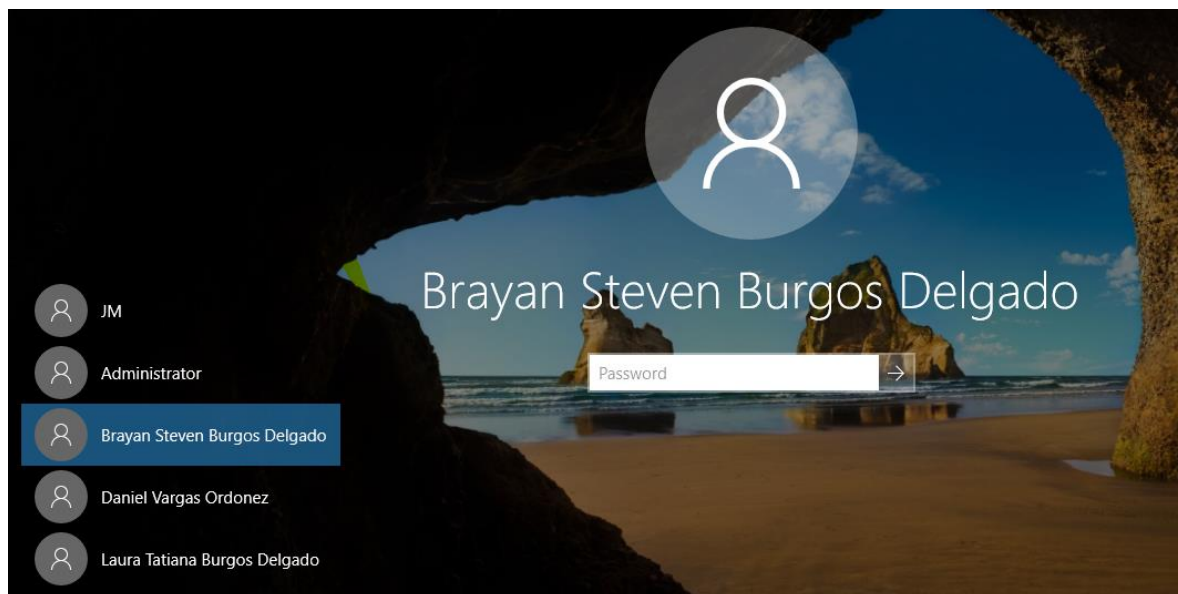 Brayan Steven Burgos Delgado
Password
JM
Administrator
Brayan Steven Burgos Delgado
Daniel Vargas Ordonez
Laura Tatiana Burgos Delgado